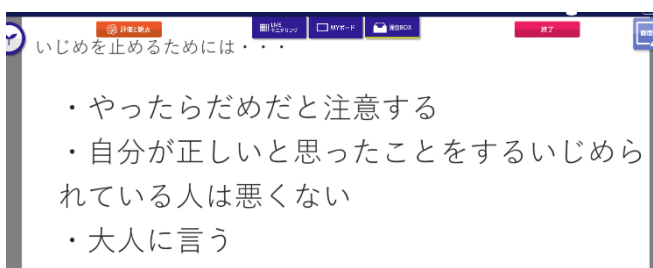 評価と観点
LIVE
モニタリング
MYボード
提出BOX
終了
いじめを止めるためには・・・
・やったらだめだと注意する
・自分が正しいと思ったことをするいじめら
れている人は悪くない
・大人に言う